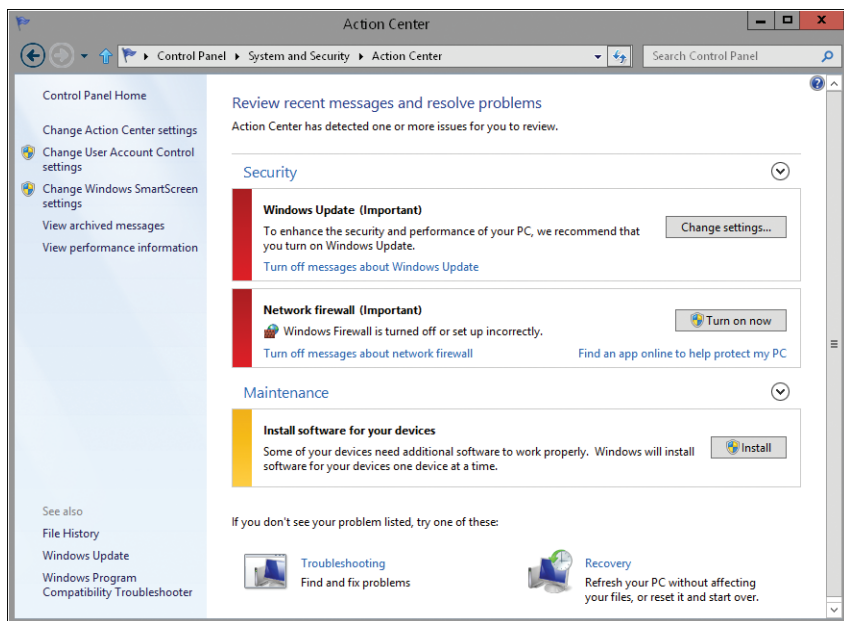 Action Center
Control Panel System and Security Action Center
Search Control Panel
Control Panel Home
Change Action Center settings
Change User Account Control
settings
Change Windows SmartScreen
settings
View archived messages
View performance information
See also
File History
Windows Update
Windows Program
Compatibility Troubleshooter
Review recent messages and resolve problems
Action Center has detected one or more issues for you to review.
Security
Windows Update (Important)
To enhance the security and performance of your PC, we recommend that
you turn on Windows Update.
Change settings...
Turn off messages about Windows Update
Network firewall (Important)
Windows Firewall is turned off or set up incorrectly.
Turn on now
Turn off messages about network firewall
Find an app online to help protect my PC
Maintenance
Install software for your devices
Some of your devices need additional software to work properly. Windows will install
software for your devices one device at a time.
Install
If you don't see your problem listed, try one of these:
Troubleshooting
Find and fix problems
Recovery
Refresh your PC without affecting
your files, or reset it and start over.